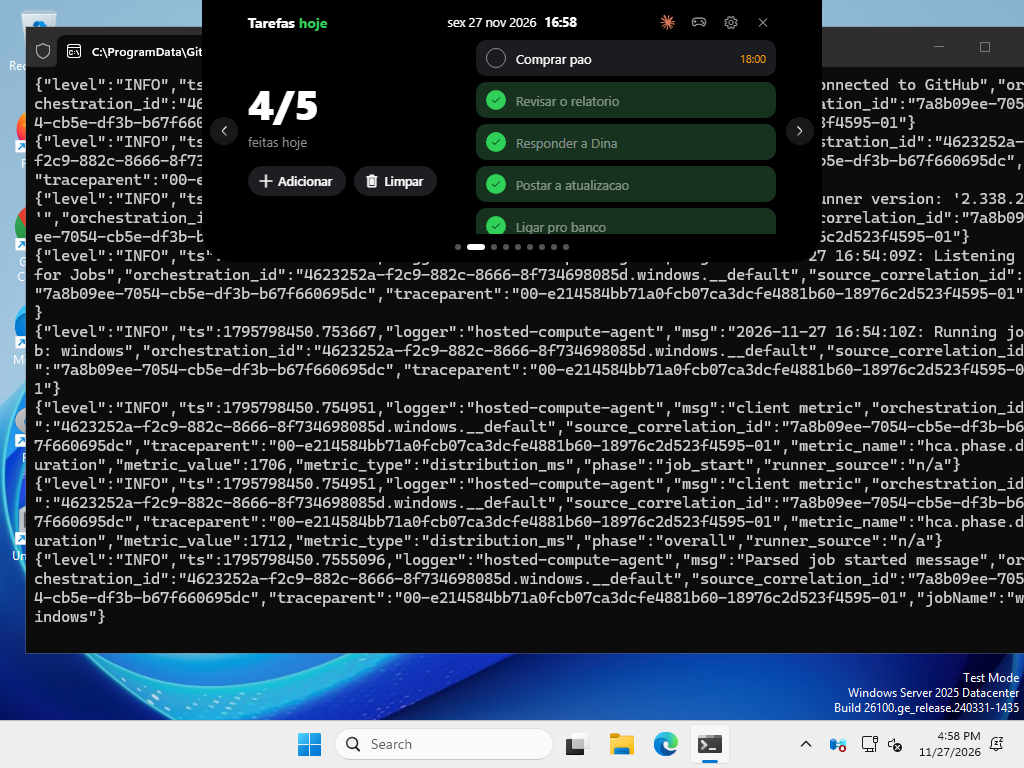 Tarefas hoje
sex 27 nov 2026 16:58
4/5
feitas hoje
Adicionar
Limpar
Comprar pao
18:00
Revisar o relatorio
Responder a Dina
Postar a atualizacao
Ligar pro banco
C:\ProgramData\Git
{"level":"INFO","ts
nnected to GitHub","or
chestration_id":"46
_id":"7a8b09ee-705
4-cb5e-df3b-b67f660
f4595-01"}
{"level":"INFO","ts
chestration_id":"4623252a-
f2c9-882c-8666-8f73
5e-df3b-b67f660695dc",
"traceparent":"00-e
{"level":"INFO","ts
unner version: '2.338.2
'","orchestration_i
orrelation_id":"7a8b09
ee-7054-cb5e-df3b-b
c2d523f4595-01"}
27 16:54:09Z: Listening
for Jobs","orchestration_id":"4623252a-f2c9-882c-8666-8f734698085d.windows.__default","source_correlation_id":
"7a8b09ee-7054-cb5e-df3b-b67f660695dc","traceparent":"00-e214584bb71a0fcb07ca3dcfe4881b60-18976c2d523f4595-01"
}
{"level":"INFO","ts":1795798450.753667,"logger":"hosted-compute-agent","msg":"2026-11-27 16:54:10Z: Running jo
b: windows","orchestration_id":"4623252a-f2c9-882c-8666-8f734698085d.windows.__default","source_correlation_id
":"7a8b09ee-7054-cb5e-df3b-b67f660695dc","traceparent":"00-e214584bb71a0fcb07ca3dcfe4881b60-18976c2d523f4595-0
1"}
{"level":"INFO","ts":1795798450.754951,"logger":"hosted-compute-agent","msg":"client metric","orchestration_id
":"4623252a-f2c9-882c-8666-8f734698085d.windows.__default","source_correlation_id":"7a8b09ee-7054-cb5e-df3b-b6
7f660695dc","traceparent":"00-e214584bb71a0fcb07ca3dcfe4881b60-18976c2d523f4595-01","metric_name":"hca.phase.d
uration","metric_value":1706,"metric_type":"distribution_ms","phase":"job_start","runner_source":"n/a"}
{"level":"INFO","ts":1795798450.754951,"logger":"hosted-compute-agent","msg":"client metric","orchestration_id
":"4623252a-f2c9-882c-8666-8f734698085d.windows.__default","source_correlation_id":"7a8b09ee-7054-cb5e-df3b-b6
7f660695dc","traceparent":"00-e214584bb71a0fcb07ca3dcfe4881b60-18976c2d523f4595-01","metric_name":"hca.phase.d
uration","metric_value":1712,"metric_type":"distribution_ms","phase":"overall","runner_source":"n/a"}
{"level":"INFO","ts":1795798450.7555096,"logger":"hosted-compute-agent","msg":"Parsed job started message","or
chestration_id":"4623252a-f2c9-882c-8666-8f734698085d.windows.__default","source_correlation_id":"7a8b09ee-705
4-cb5e-df3b-b67f660695dc","traceparent":"00-e214584bb71a0fcb07ca3dcfe4881b60-18976c2d523f4595-01","jobName":"w
indows"}
Test Mode
Windows Server 2025 Datacenter
Build 26100.ge_release.240331-1435
Search
4:58 PM
11/27/2026